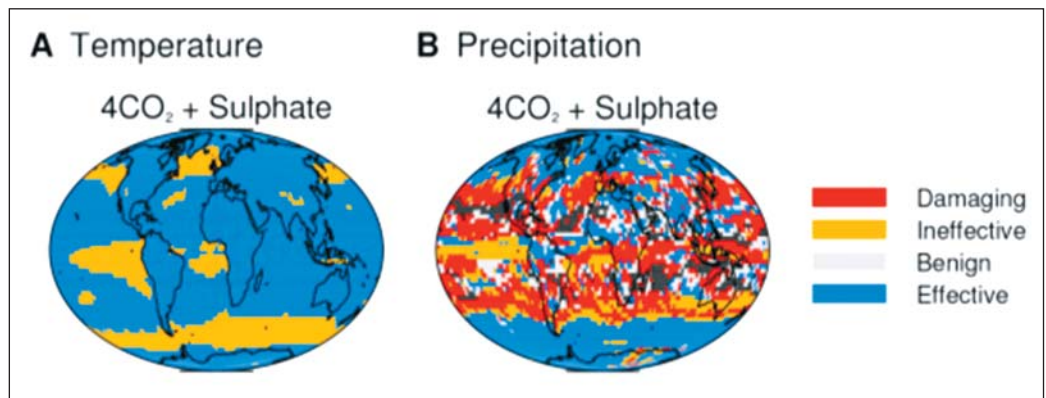 A Temperature
B Precipitation
4CO₂ + Sulphate
4CO₂ + Sulphate
Damaging
Ineffective
Benign
Effective